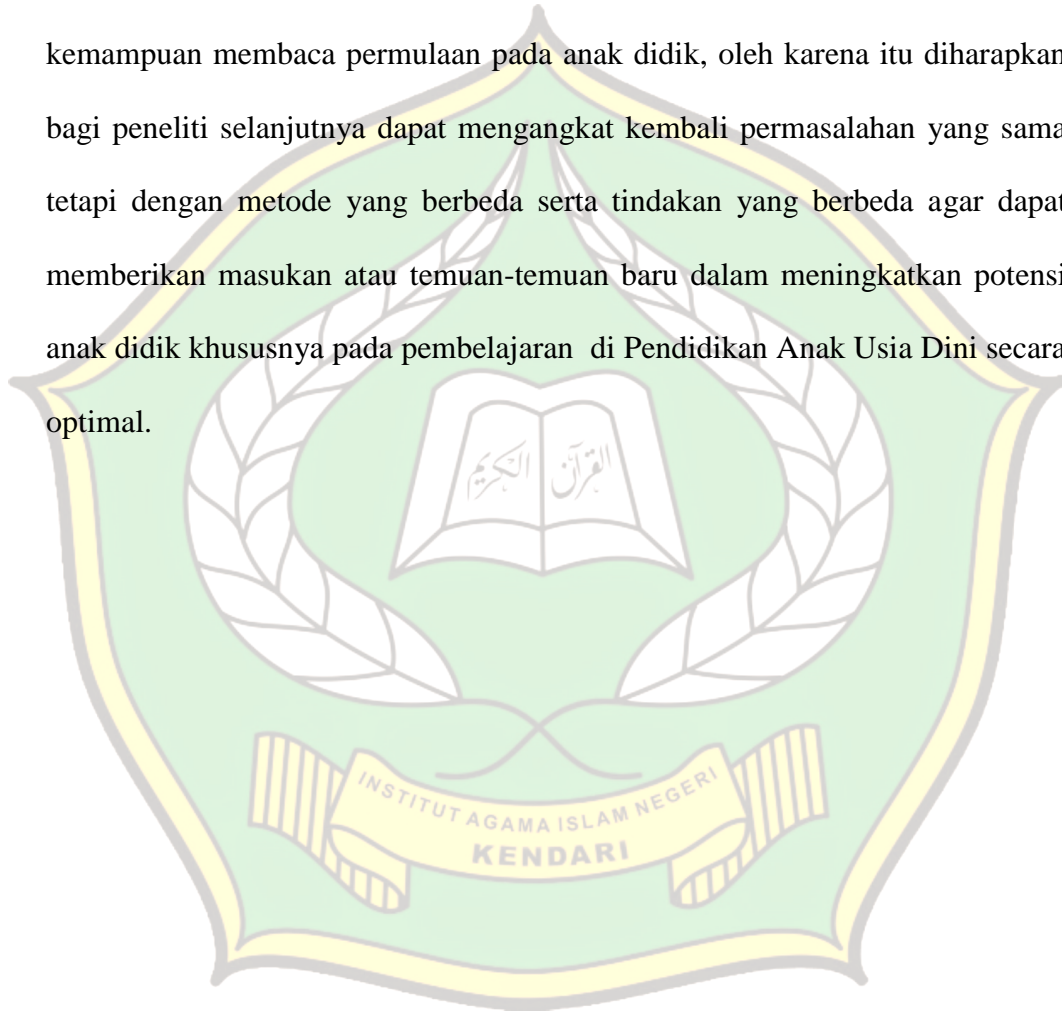 kemampuan membaca permulaan pada anak didik, oleh karena itu diharapkan
bagi peneliti selanjutnya dapat mengangkat kembali permasalahan yang sama
tetapi dengan metode yang berbeda serta tindakan yang berbeda agar dapat
memberikan masukan atau temuan-temuan baru dalam meningkatkan potensi
anak didik khususnya pada pembelajaran di Pendidikan Anak Usia Dini secara
optimal.
القرآن
الكريم
INSTITUT AGAMA ISLAM NEGERI
KENDARI